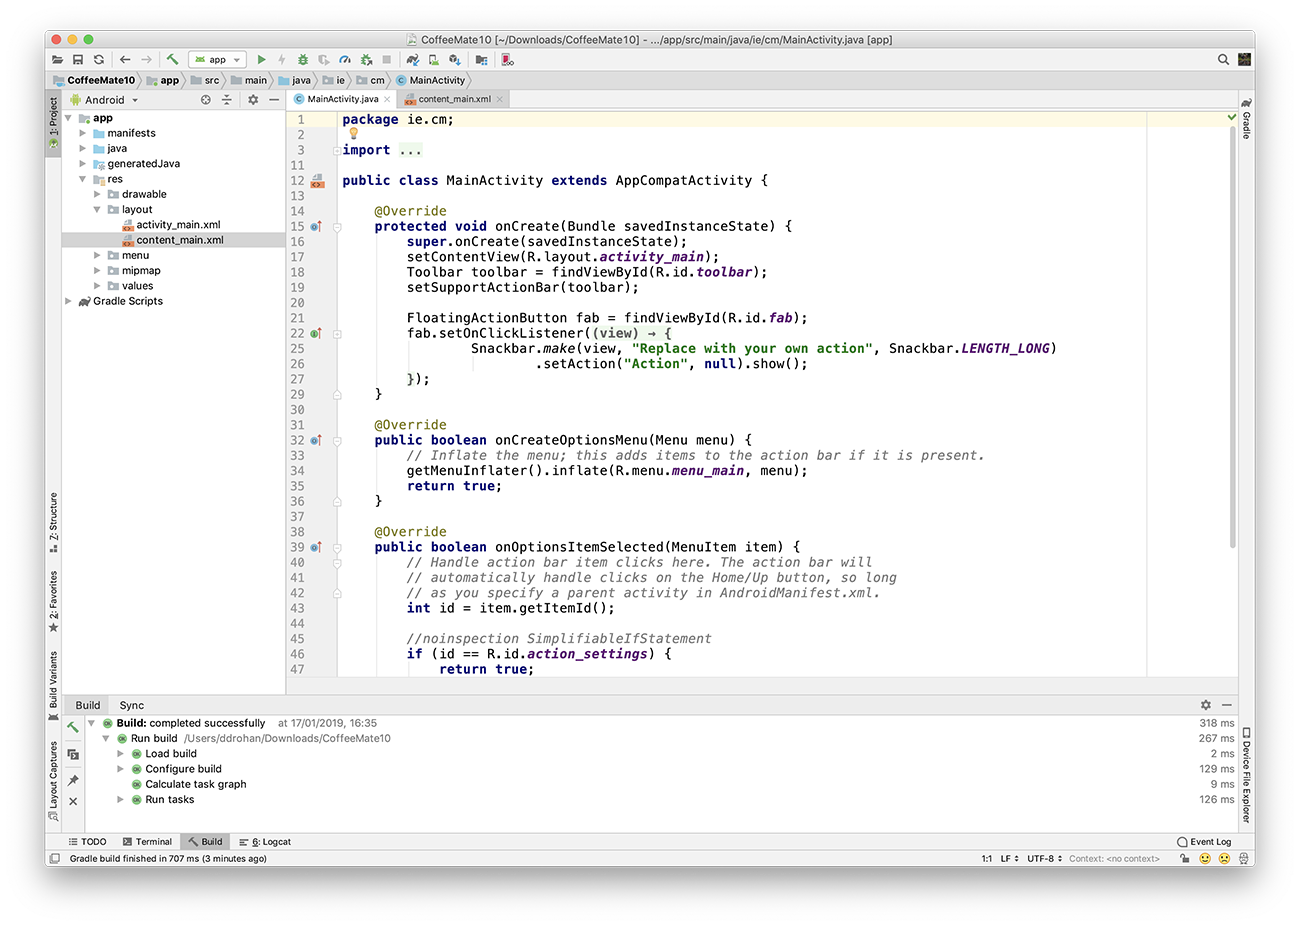 CoffeeMate10 [~/Downloads/CoffeeMate10] - .../app/src/main/java/ie/cm/MainActivity.java [app]
app
CoffeeMate10 app src main java ie cm MainActivity
1: Project
Android
MainActivity.java
content_main.xml
Gradle
app
manifests
java
generatedJava
res
drawable
layout
activity_main.xml
content_main.xml
menu
mipmap
values
Gradle Scripts
1 package ie.cm;
2
3 import ...
11
12 public class MainActivity extends AppCompatActivity {
13
14 @Override
15 protected void onCreate(Bundle savedInstanceState) {
16 super.onCreate(savedInstanceState);
17 setContentView(R.layout.activity_main);
18 Toolbar toolbar = findViewById(R.id.toolbar);
19 setSupportActionBar(toolbar);
20
21 FloatingActionButton fab = findViewById(R.id.fab);
22 fab.setOnClickListener((view) → {
25 Snackbar.make(view, "Replace with your own action", Snackbar.LENGTH_LONG)
26 .setAction("Action", null).show();
27 });
29 }
30
31 @Override
32 public boolean onCreateOptionsMenu(Menu menu) {
33 // Inflate the menu; this adds items to the action bar if it is present.
34 getMenuInflater().inflate(R.menu.menu_main, menu);
35 return true;
36 }
37
38 @Override
39 public boolean onOptionsItemSelected(MenuItem item) {
40 // Handle action bar item clicks here. The action bar will
41 // automatically handle clicks on the Home/Up button, so long
42 // as you specify a parent activity in AndroidManifest.xml.
43 int id = item.getItemId();
44
45 //noinspection SimplifiableIfStatement
46 if (id == R.id.action_settings) {
47 return true;
Z: Structure
2: Favorites
Build Variants
Layout Captures
Device File Explorer
Build Sync
Build: completed successfully at 17/01/2019, 16:35 318 ms
Run build /Users/ddrohan/Downloads/CoffeeMate10 267 ms
Load build 2 ms
Configure build 129 ms
Calculate task graph 9 ms
Run tasks 126 ms
TODO Terminal Build 6: Logcat Event Log
Gradle build finished in 707 ms (3 minutes ago) 1:1 LF UTF-8 Context: <no context>